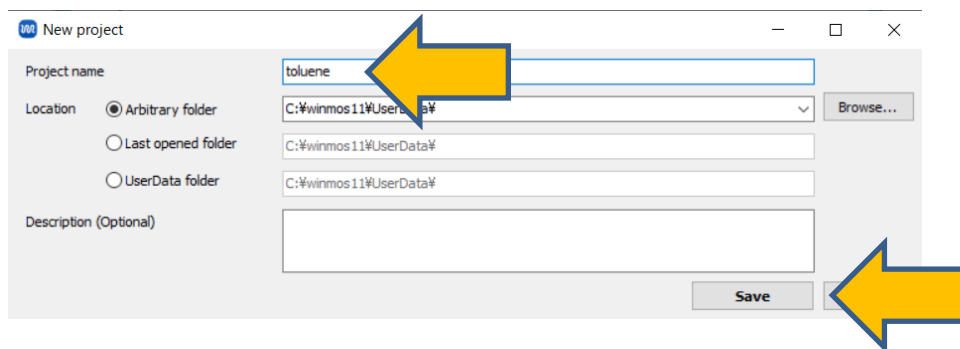 New project
Project name toluene
Location Arbitrary folder C:¥winmos11¥UserData¥ Browse...
Last opened folder C:¥winmos11¥UserData¥
UserData folder C:¥winmos11¥UserData¥
Description (Optional)
Save